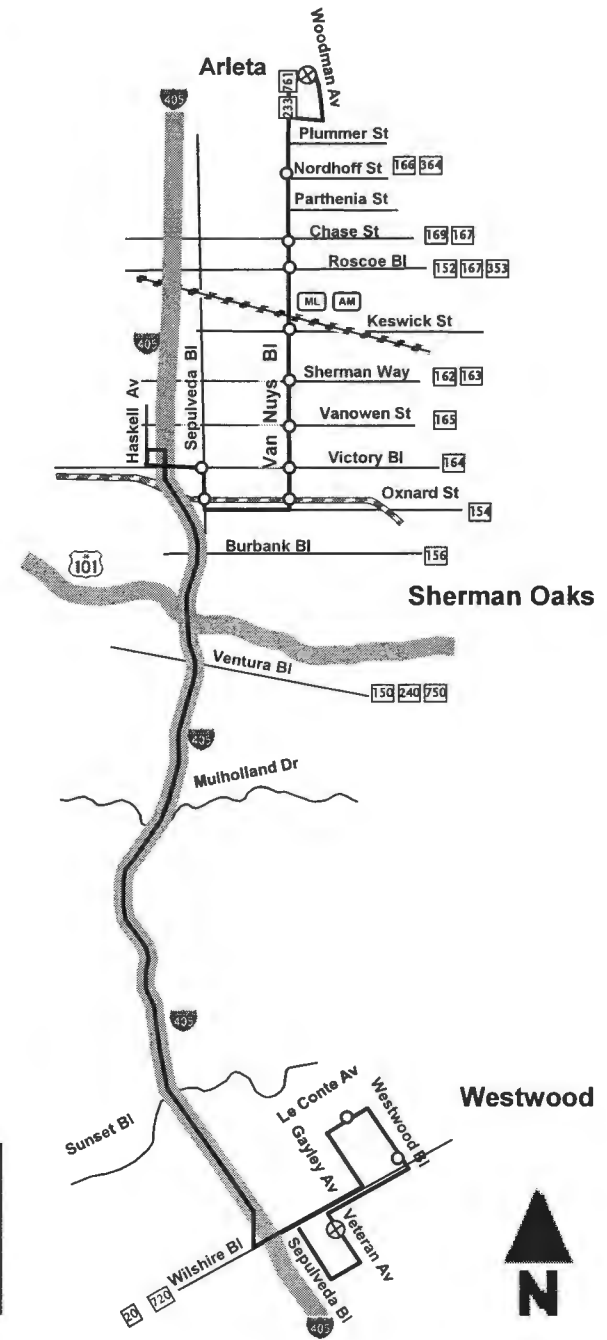 Arleta
Woodman Av
761
233
405
Plummer St
Nordhoff St 166 364
Parthenia St
Chase St 169 167
Roscoe Bl 152 167 353
ML AM
Keswick St
405
Haskell Av
Sepulveda Bl
Van Nuys Bl
Sherman Way 162 163
Vanowen St 165
Victory Bl 164
Oxnard St 154
Burbank Bl 156
101
Sherman Oaks
Ventura Bl
150 240 750
405
Mulholland Dr
405
Westwood
Le Conte Av
Westwood Bl
Sunset Bl
Gayley Av
Veteran Av
Sepulveda Bl
Wilshire Bl
20 720
405
N